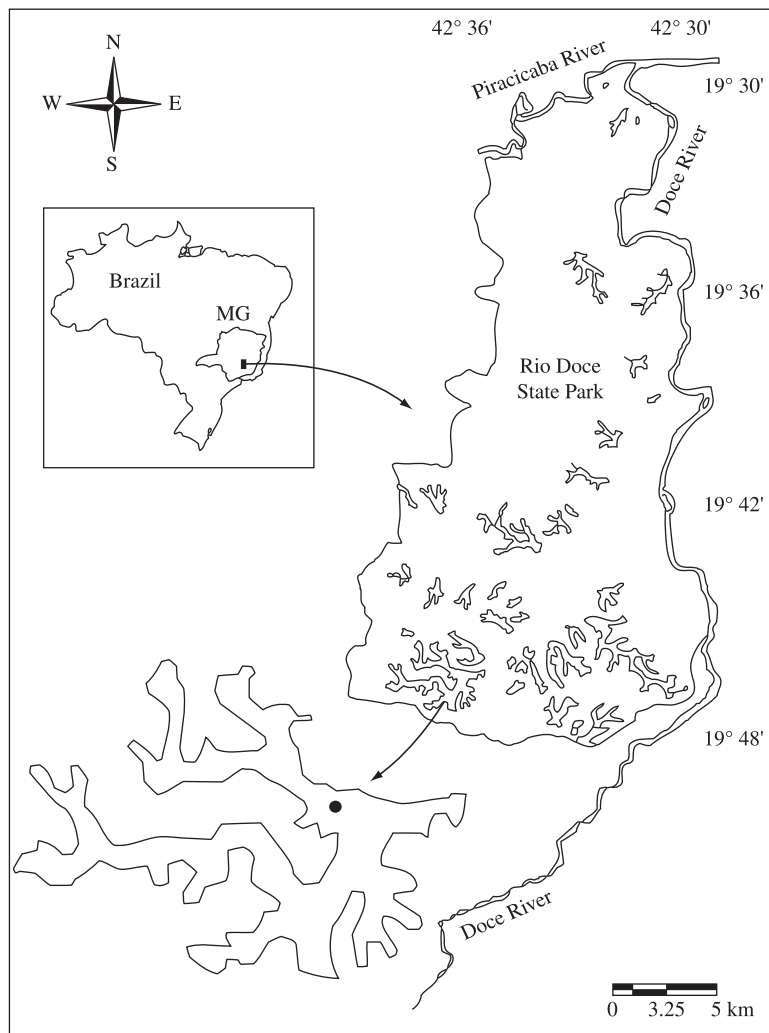 42° 36'
42° 30'
N
W
E
S
Piracicaba River
19° 30'
Doce River
Brazil
MG
19° 36'
Rio Doce
State Park
19° 42'
19° 48'
Doce River
0 3.25 5 km